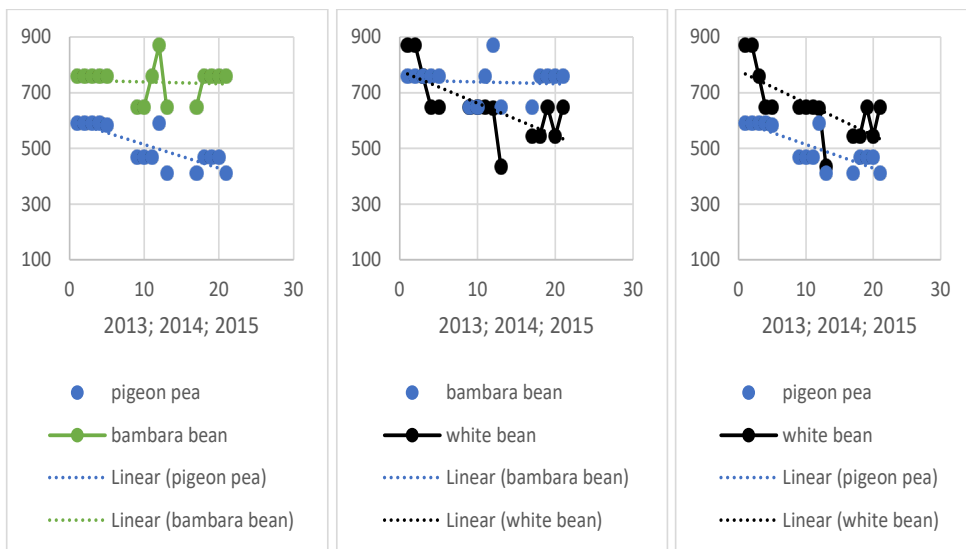 900
700
500
300
100
0 10 20 30
2013; 2014; 2015
pigeon pea
bambara bean
Linear (pigeon pea)
Linear (bambara bean)
900
700
500
300
100
0 10 20 30
2013; 2014; 2015
bambara bean
white bean
Linear (bambara bean)
Linear (white bean)
900
700
500
300
100
0 10 20 30
2013; 2014; 2015
pigeon pea
white bean
Linear (pigeon pea)
Linear (white bean)